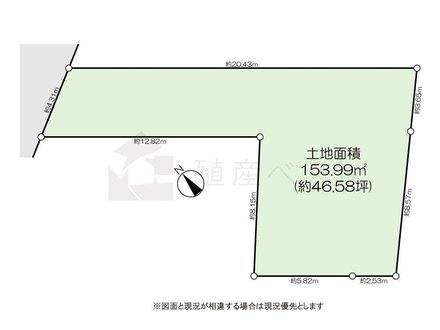 約20.43m
約4.31m
約3.65m
約12.82m
N
殖産ベ
土地面積
153.99㎡
(約46.58坪)
約8.15m
約8.57m
約5.82m
約2.53m
※図面と現況が相違する場合は現況優先とします